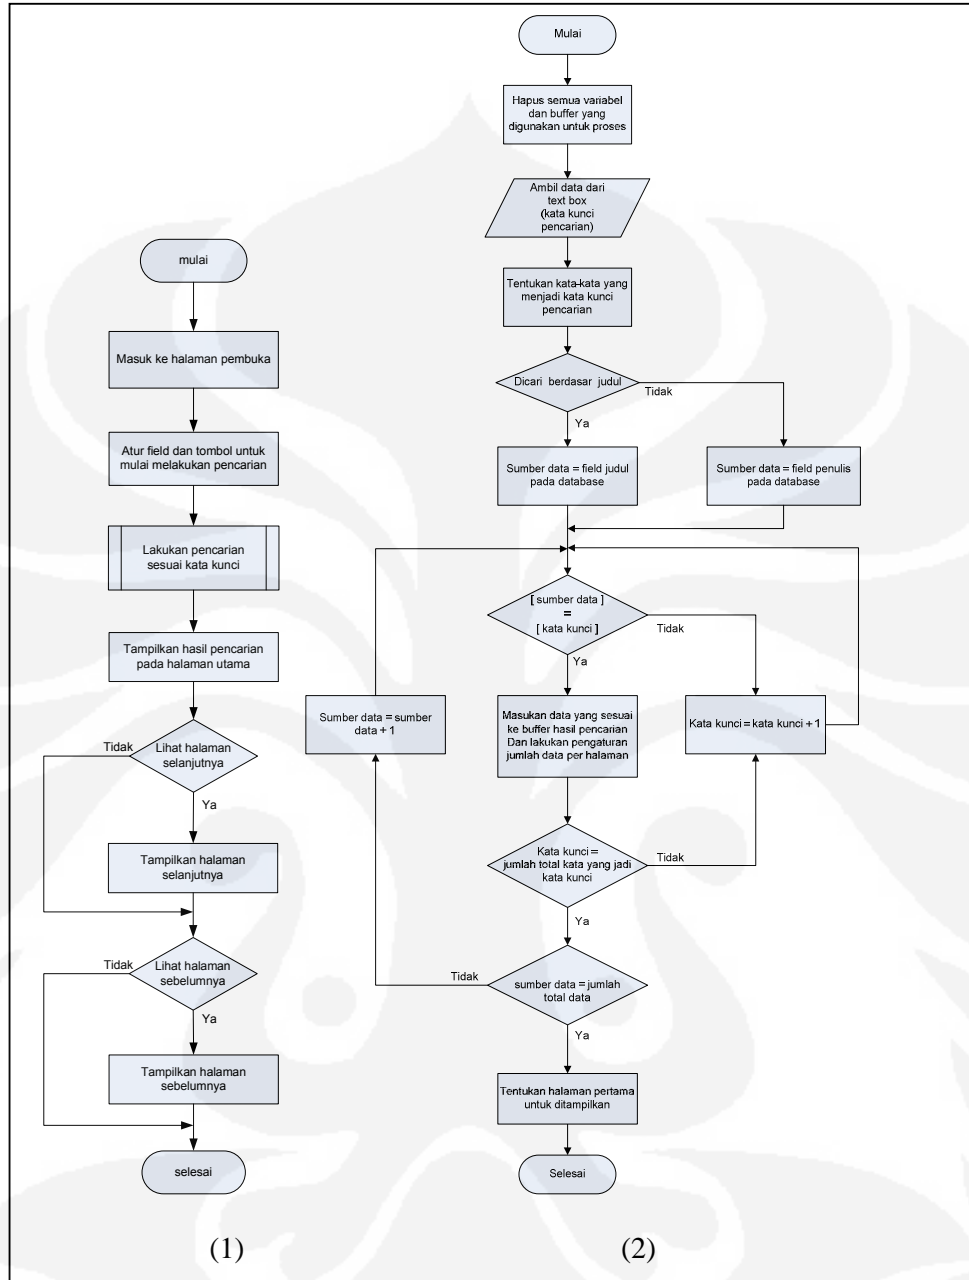 mulai
Masuk ke halaman pembuka
Atur field dan tombol untuk
mulai melakukan pencarian
Lakukan pencarian
sesuai kata kunci
Tampilkan hasil pencarian
pada halaman utama
Tidak
Lihat halaman
selanjutnya
Ya
Tampilkan halaman
selanjutnya
Tidak
Lihat halaman
sebelumnya
Ya
Tampilkan halaman
sebelumnya
selesai
(1)
Mulai
Hapus semua variabel
dan buffer yang
digunakan untuk proses
Ambil data dari
text box
(kata kunci
pencarian)
Tentukan kata-kata yang
menjadi kata kunci
pencarian
Dicari berdasar judul
Tidak
Ya
Sumber data = field judul
pada database
Sumber data = field penulis
pada database
[ sumber data ]
=
[ kata kunci ]
Tidak
Ya
Sumber data = sumber
data + 1
Masukan data yang sesuai
ke buffer hasil pencarian
Dan lakukan pengaturan
jumlah data per halaman
Kata kunci = kata kunci + 1
Kata kunci =
jumlah total kata yang jadi
kata kunci
Tidak
Ya
Tidak
sumber data = jumlah
total data
Ya
Tentukan halaman pertama
untuk ditampilkan
Selesai
(2)